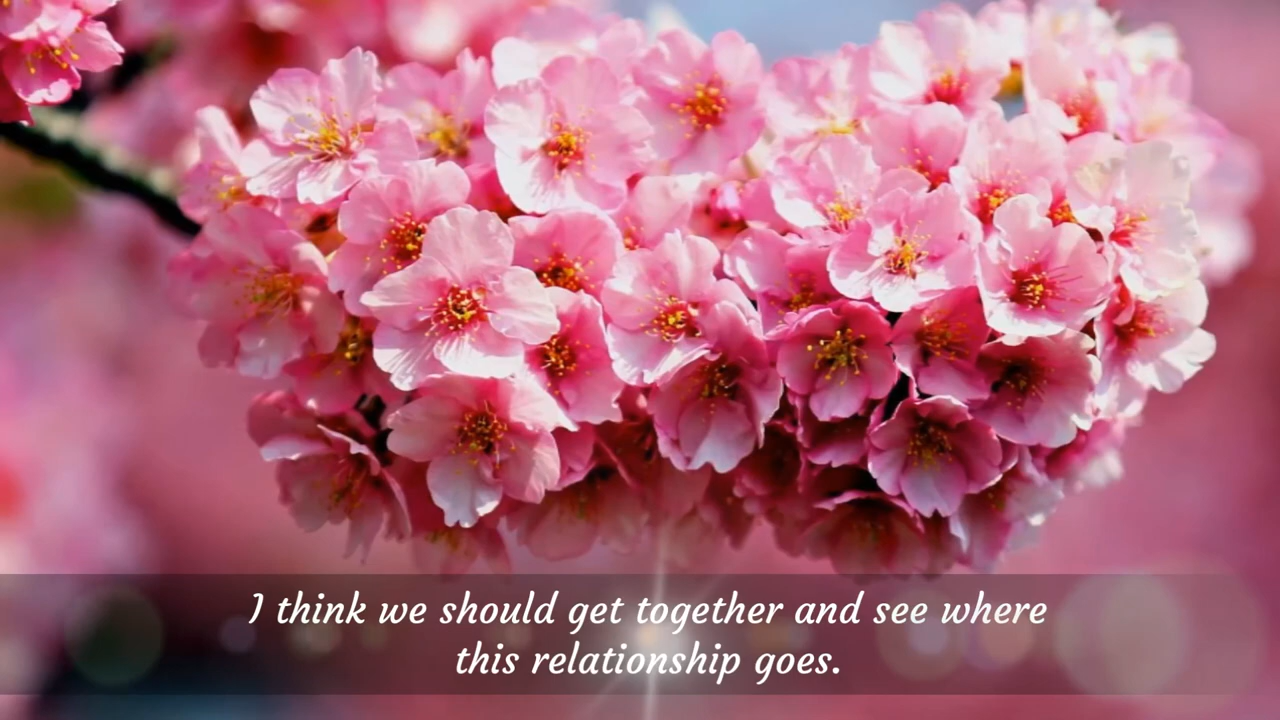 I think we should get together and see where
this relationship goes.